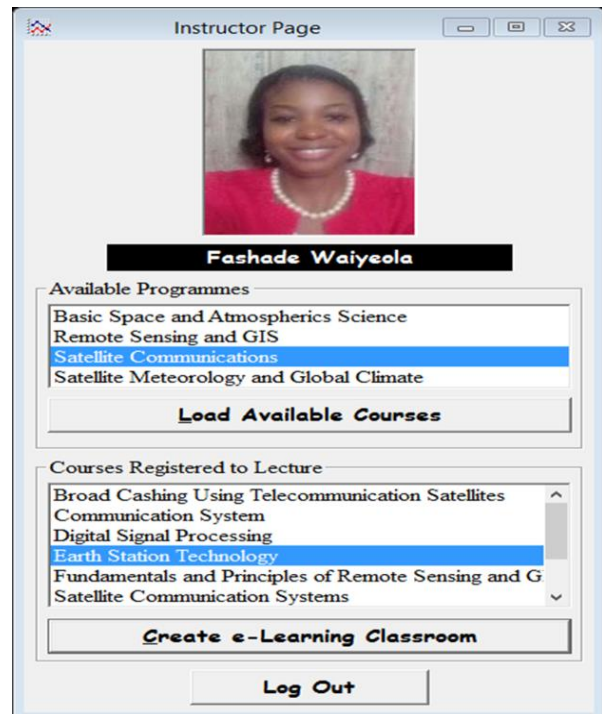 Instructor Page
Fashade Waiyeola
Available Programmes
Basic Space and Atmospherics Science
Remote Sensing and GIS
Satellite Communications
Satellite Meteorology and Global Climate
Load Available Courses
Courses Registered to Lecture
Broad Cashing Using Telecommunication Satellites
Communication System
Digital Signal Processing
Earth Station Technology
Fundamentals and Principles of Remote Sensing and G
Satellite Communication Systems
Create e-Learning Classroom
Log Out